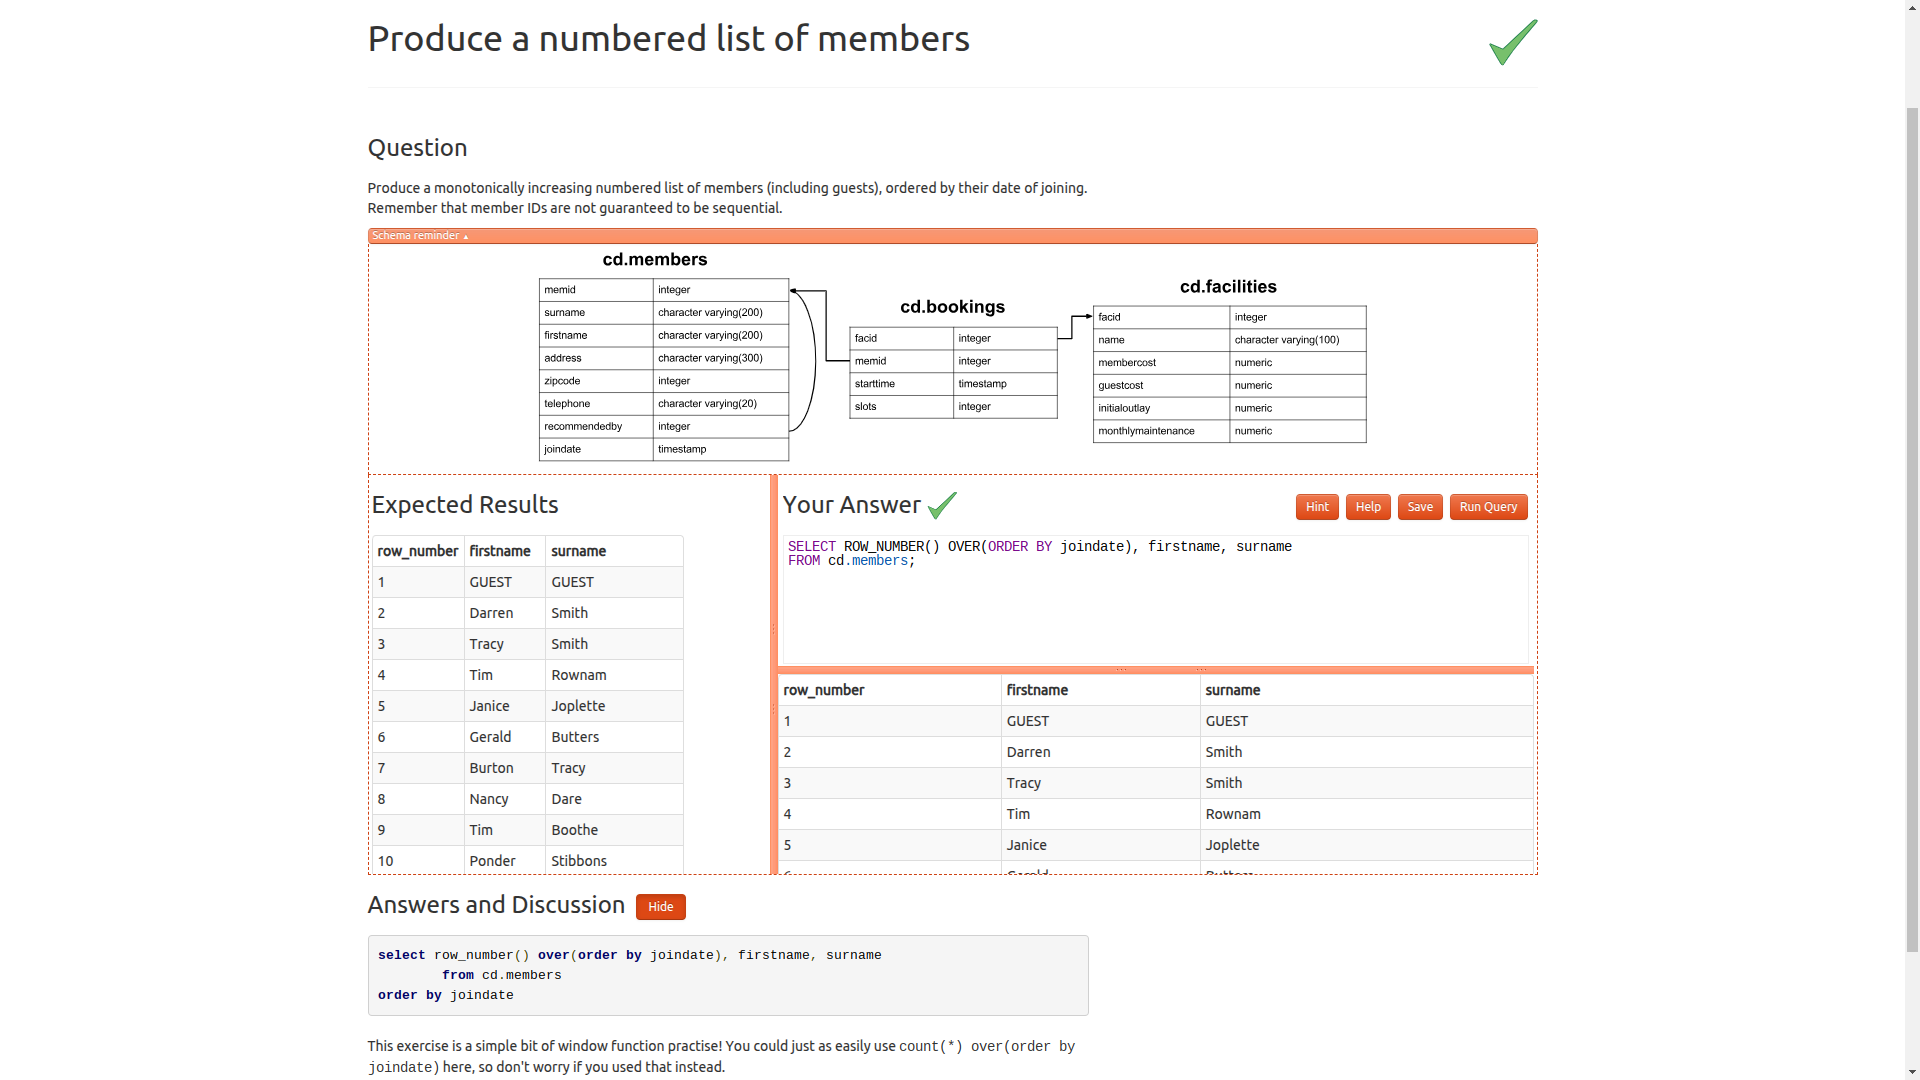 Produce a numbered list of members
Question
Produce a monotonically increasing numbered list of members (including guests), ordered by their date of joining.
Remember that member IDs are not guaranteed to be sequential.
Schema reminder ▴
cd.members
memid integer
surname character varying(200)
firstname character varying(200)
address character varying(300)
zipcode integer
telephone character varying(20)
recommendedby integer
joindate timestamp
cd.bookings
facid integer
memid integer
starttime timestamp
slots integer
cd.facilities
facid integer
name character varying(100)
membercost numeric
guestcost numeric
initialoutlay numeric
monthlymaintenance numeric
Expected Results
row_number firstname surname
1 GUEST GUEST
2 Darren Smith
3 Tracy Smith
4 Tim Rownam
5 Janice Joplette
6 Gerald Butters
7 Burton Tracy
8 Nancy Dare
9 Tim Boothe
10 Ponder Stibbons
Your Answer
Hint Help Save Run Query
SELECT ROW_NUMBER() OVER(ORDER BY joindate), firstname, surname
FROM cd.members;
row_number firstname surname
1 GUEST GUEST
2 Darren Smith
3 Tracy Smith
4 Tim Rownam
5 Janice Joplette
Answers and Discussion Hide
select row_number() over(order by joindate), firstname, surname
from cd.members
order by joindate
This exercise is a simple bit of window function practise! You could just as easily use count(*) over(order by
joindate) here, so don't worry if you used that instead.